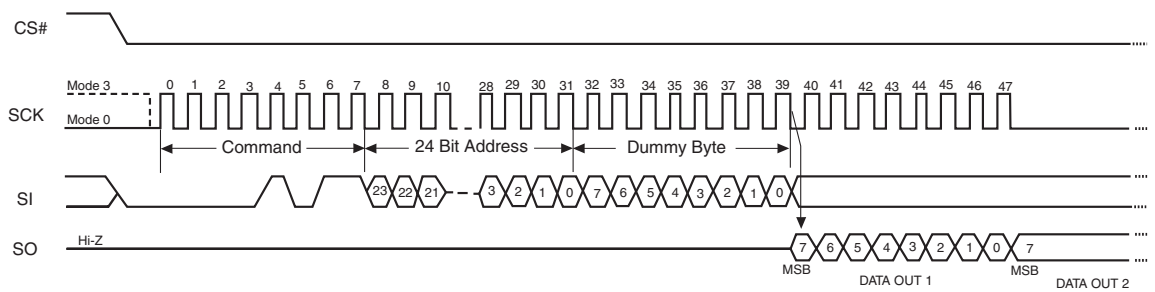 CS#
Mode 3
0 1 2 3 4 5 6 7 8 9 10 28 29 30 31 32 33 34 35 36 37 38 39 40 41 42 43 44 45 46 47
SCK
Mode 0
Command 24 Bit Address Dummy Byte
SI 23 22 21 3 2 1 0 7 6 5 4 3 2 1 0
SO Hi-Z 7 6 5 4 3 2 1 0 7
MSB DATA OUT 1 MSB DATA OUT 2